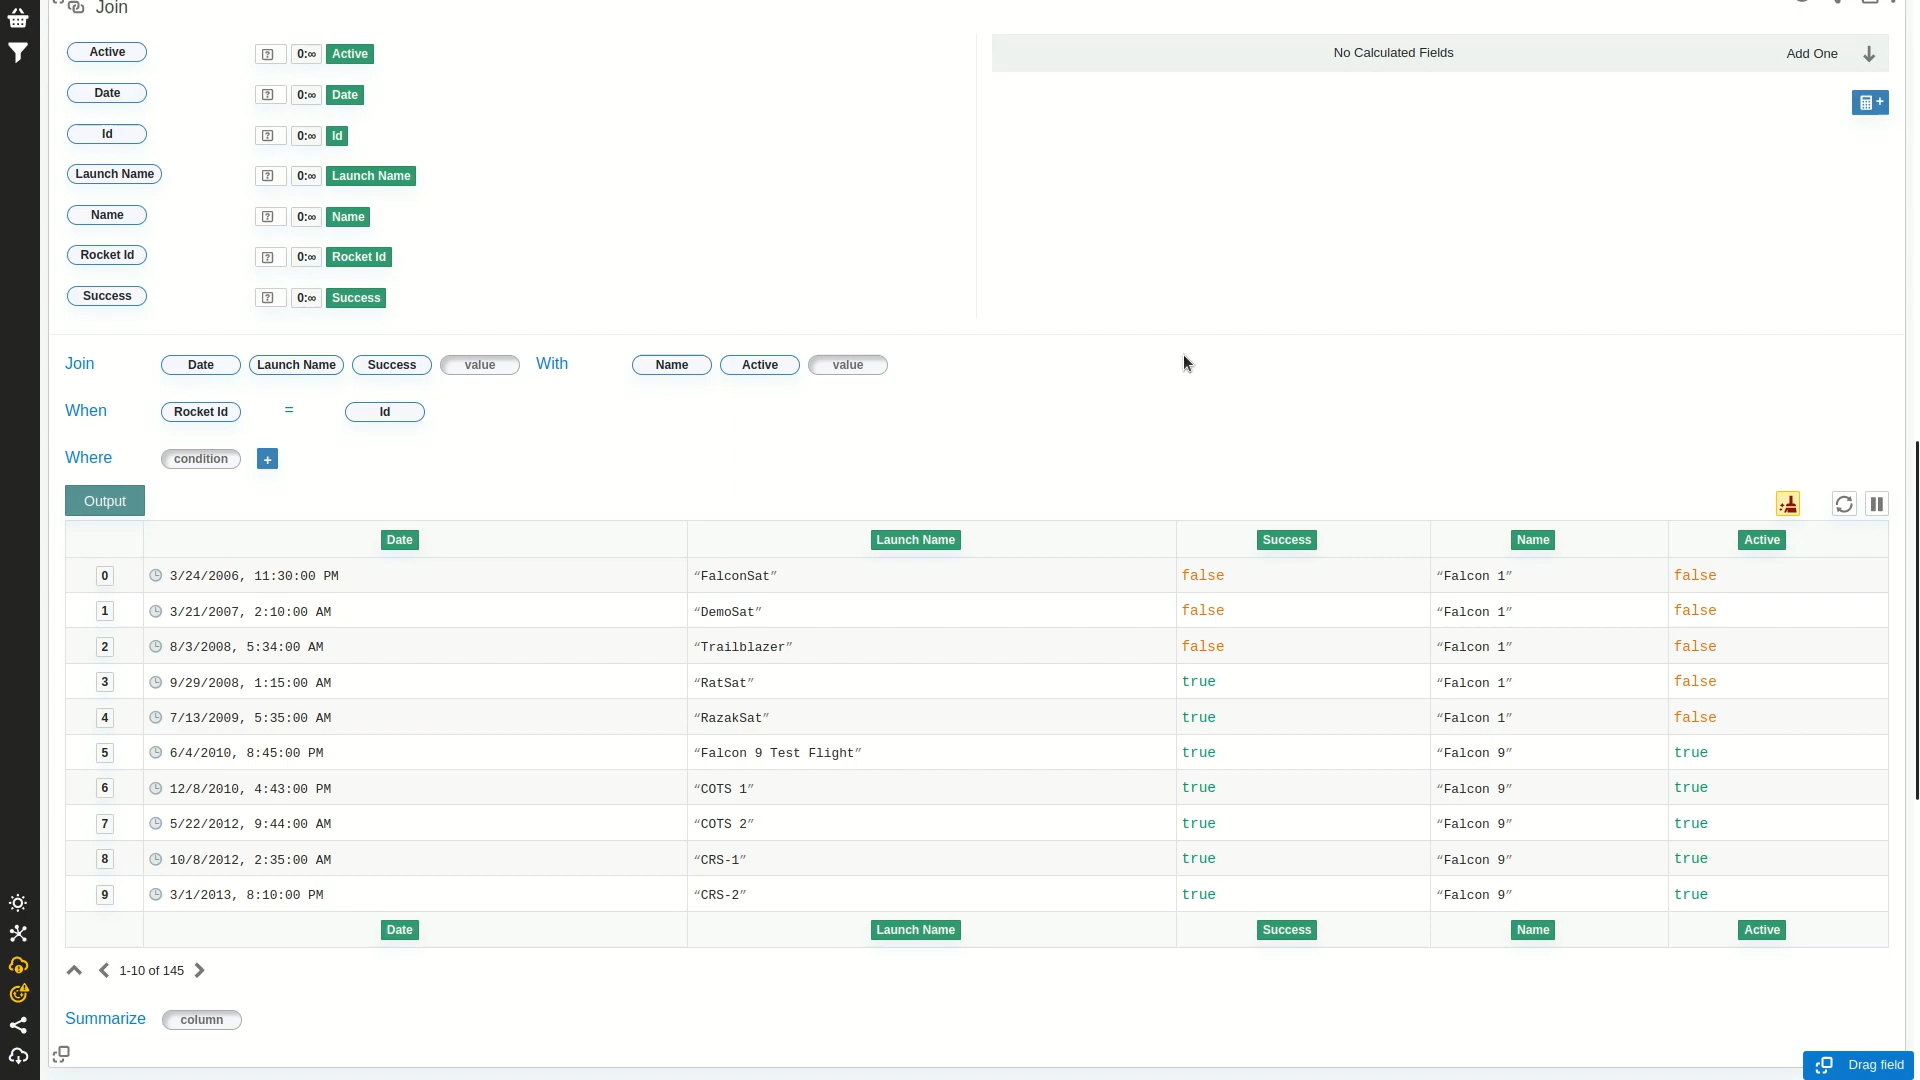 Join
Active 0:∞ Active
No Calculated Fields Add One
Date 0:∞ Date
+
Id 0:∞ Id
Launch Name 0:∞ Launch Name
Name 0:∞ Name
Rocket Id 0:∞ Rocket Id
Success 0:∞ Success
Join Date Launch Name Success value With Name Active value
When Rocket Id = Id
Where condition +
Output
Date Launch Name Success Name Active
0 3/24/2006, 11:30:00 PM “FalconSat” false “Falcon 1” false
1 3/21/2007, 2:10:00 AM “DemoSat” false “Falcon 1” false
2 8/3/2008, 5:34:00 AM “Trailblazer” false “Falcon 1” false
3 9/29/2008, 1:15:00 AM “RatSat” true “Falcon 1” false
4 7/13/2009, 5:35:00 AM “RazakSat” true “Falcon 1” false
5 6/4/2010, 8:45:00 PM “Falcon 9 Test Flight” true “Falcon 9” true
6 12/8/2010, 4:43:00 PM “COTS 1” true “Falcon 9” true
7 5/22/2012, 9:44:00 AM “COTS 2” true “Falcon 9” true
8 10/8/2012, 2:35:00 AM “CRS-1” true “Falcon 9” true
9 3/1/2013, 8:10:00 PM “CRS-2” true “Falcon 9” true
Date Launch Name Success Name Active
1-10 of 145
Summarize column
Drag field